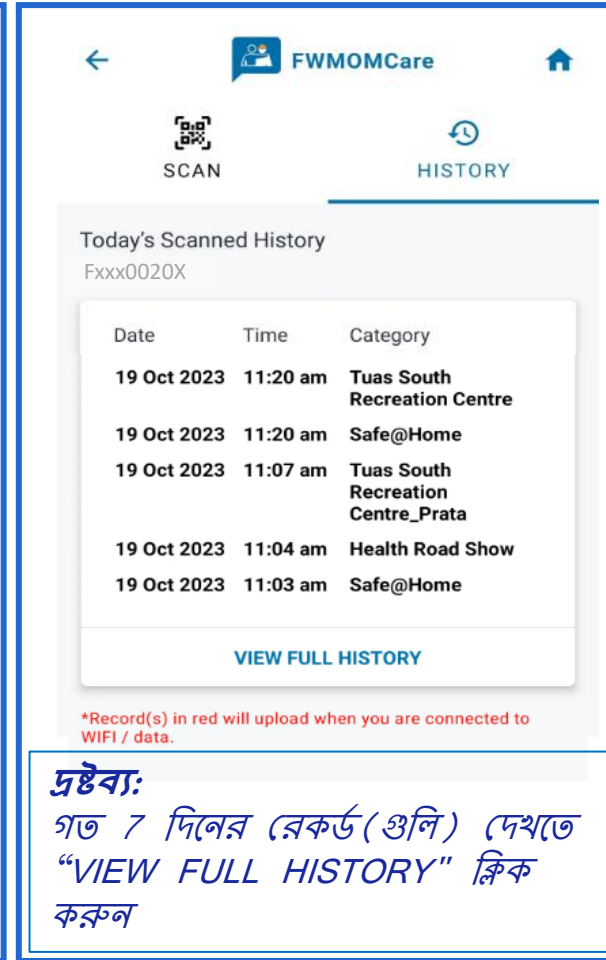 FWMOMCare
SCAN HISTORY
Today's Scanned History
Fxxx0020X
Date Time Category
19 Oct 2023 11:20 am Tuas South
Recreation Centre
19 Oct 2023 11:20 am Safe@Home
19 Oct 2023 11:07 am Tuas South
Recreation
Centre_Prata
19 Oct 2023 11:04 am Health Road Show
19 Oct 2023 11:03 am Safe@Home
VIEW FULL HISTORY
*Record(s) in red will upload when you are connected to
WIFI / data.
দ্রষ্টব্য:
গত 7 দিনের রেকর্ড(গুলি) দেখতে
“VIEW FULL HISTORY" ক্লিক
করুন